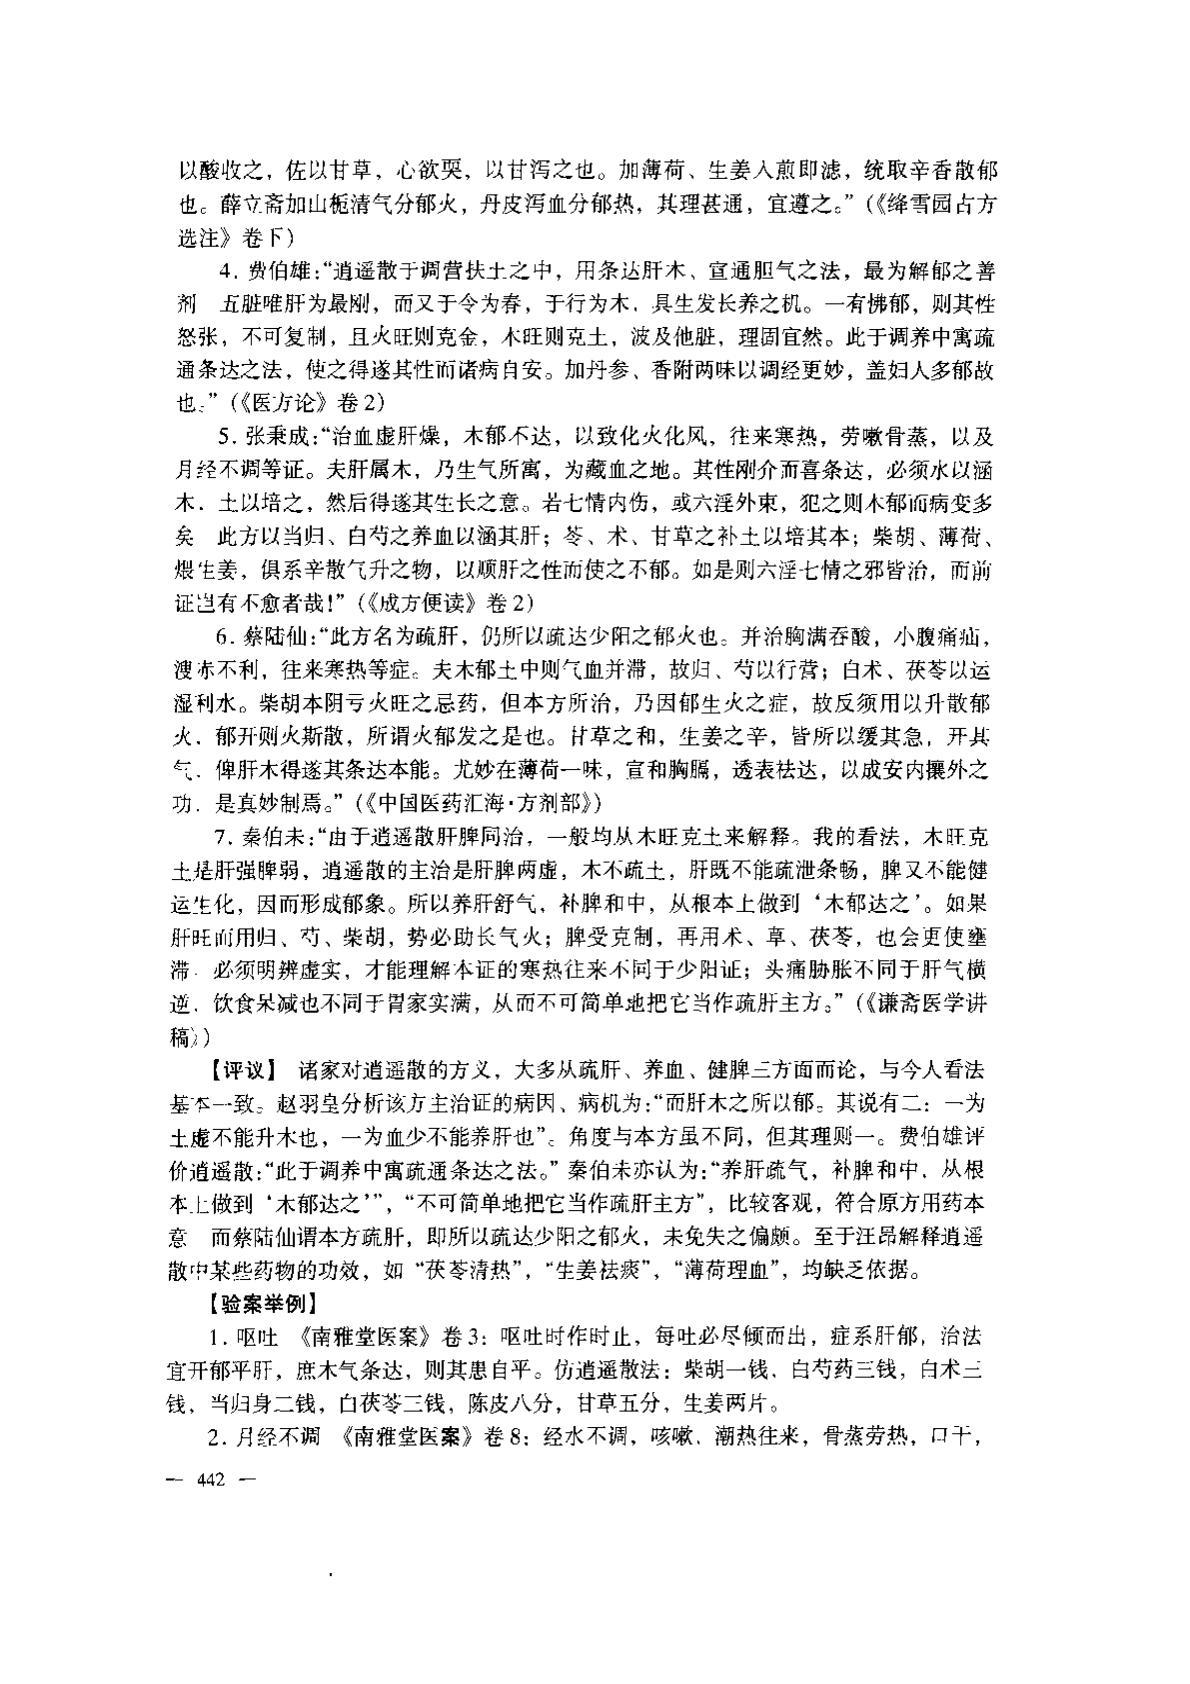 以酸收之，佐以甘草，心欲耎，以甘泻之也。加薄荷、生姜入煎即滤，统取辛香散郁
也。薛立斋加山栀清气分郁火，丹皮泻血分郁热，其理甚通，宜遵之。”（《绛雪园古方
选注》卷下）
4. 费伯雄：“逍遥散于调营扶土之中，用条达肝木、宣通胆气之法，最为解郁之善
剂 五脏唯肝为最刚，而又于令为春，于行为木，具生发长养之机。一有怫郁，则其性
怒张，不可复制，且火旺则克金，木旺则克土，波及他脏，理固宜然。此于调养中寓疏
通条达之法，使之得遂其性而诸病自安。加丹参、香附两味以调经更妙，盖妇人多郁故
也。”（《医方论》卷2）
5. 张秉成：“治血虚肝燥，木郁不达，以致化火化风，往来寒热，劳嗽骨蒸，以及
月经不调等证。夫肝属木，乃生气所寓，为藏血之地。其性刚介而喜条达，必须水以涵
木，土以培之，然后得遂其生长之意。若七情内伤，或六淫外束，犯之则木郁而病变多
矣 此方以当归、白芍之养血以涵其肝；苓、术、甘草之补土以培其本；柴胡、薄荷、
煨生姜，俱系辛散气升之物，以顺肝之性而使之不郁。如是则六淫七情之邪皆治，而前
证岂有不愈者哉！”（《成方便读》卷2）
6. 蔡陆仙：“此方名为疏肝，仍所以疏达少阳之郁火也。并治胸满吞酸，小腹痛疝，
溲冻不利，往来寒热等症。夫木郁土中则气血并滞，故归、芍以行营；白术、茯苓以运
湿利水。柴胡本阴亏火旺之忌药，但本方所治，乃因郁生火之症，故反须用以升散郁
火，郁开则火斯散，所谓火郁发之是也。甘草之和，生姜之辛，皆所以缓其急，开其
气，俾肝木得遂其条达本能。尤妙在薄荷一味，宣和胸膈，透表祛达，以成安内攘外之
功，是真妙制焉。”（《中国医药汇海·方剂部》）
7. 秦伯未：“由于逍遥散肝脾同治，一般均从木旺克土来解释。我的看法，木旺克
土是肝强脾弱，逍遥散的主治是肝脾两虚，木不疏土，肝既不能疏泄条畅，脾又不能健
运生化，因而形成郁象。所以养肝舒气，补脾和中，从根本上做到‘木郁达之’。如果
肝旺而用归、芍、柴胡，势必助长气火；脾受克制，再用术、草、茯苓，也会更使壅
滞 必须明辨虚实，才能理解本证的寒热往来不同于少阳证；头痛胁胀不同于肝气横
逆，饮食呆减也不同于胃家实满，从而不可简单地把它当作疏肝主方。”（《谦斋医学讲
稿》）
【评议】 诸家对逍遥散的方义，大多从疏肝、养血、健脾三方面而论，与今人看法
基本一致。赵羽皇分析该方主治证的病因、病机为：“而肝木之所以郁。其说有二：一为
土虚不能升木也，一为血少不能养肝也”。角度与本方虽不同，但其理则一。费伯雄评
价逍遥散：“此于调养中寓疏通条达之法。”秦伯未亦认为：“养肝疏气，补脾和中，从根
本上做到‘木郁达之’”，“不可简单地把它当作疏肝主方”，比较客观，符合原方用药本
意 而蔡陆仙谓本方疏肝，即所以疏达少阳之郁火，未免失之偏颇。至于汪昂解释逍遥
散中某些药物的功效，如“茯苓清热”，“生姜祛痰”，“薄荷理血”，均缺乏依据。
【验案举例】
1. 呕吐 《南雅堂医案》卷3：呕吐时作时止，每吐必尽倾而出，症系肝郁，治法
宜开郁平肝，庶木气条达，则其患自平。仿逍遥散法：柴胡一钱，白芍药三钱，白术三
钱，当归身二钱，白茯苓三钱，陈皮八分，甘草五分，生姜两片。
2. 月经不调 《南雅堂医案》卷8：经水不调，咳嗽，潮热往来，骨蒸劳热，口干，
— 442 —